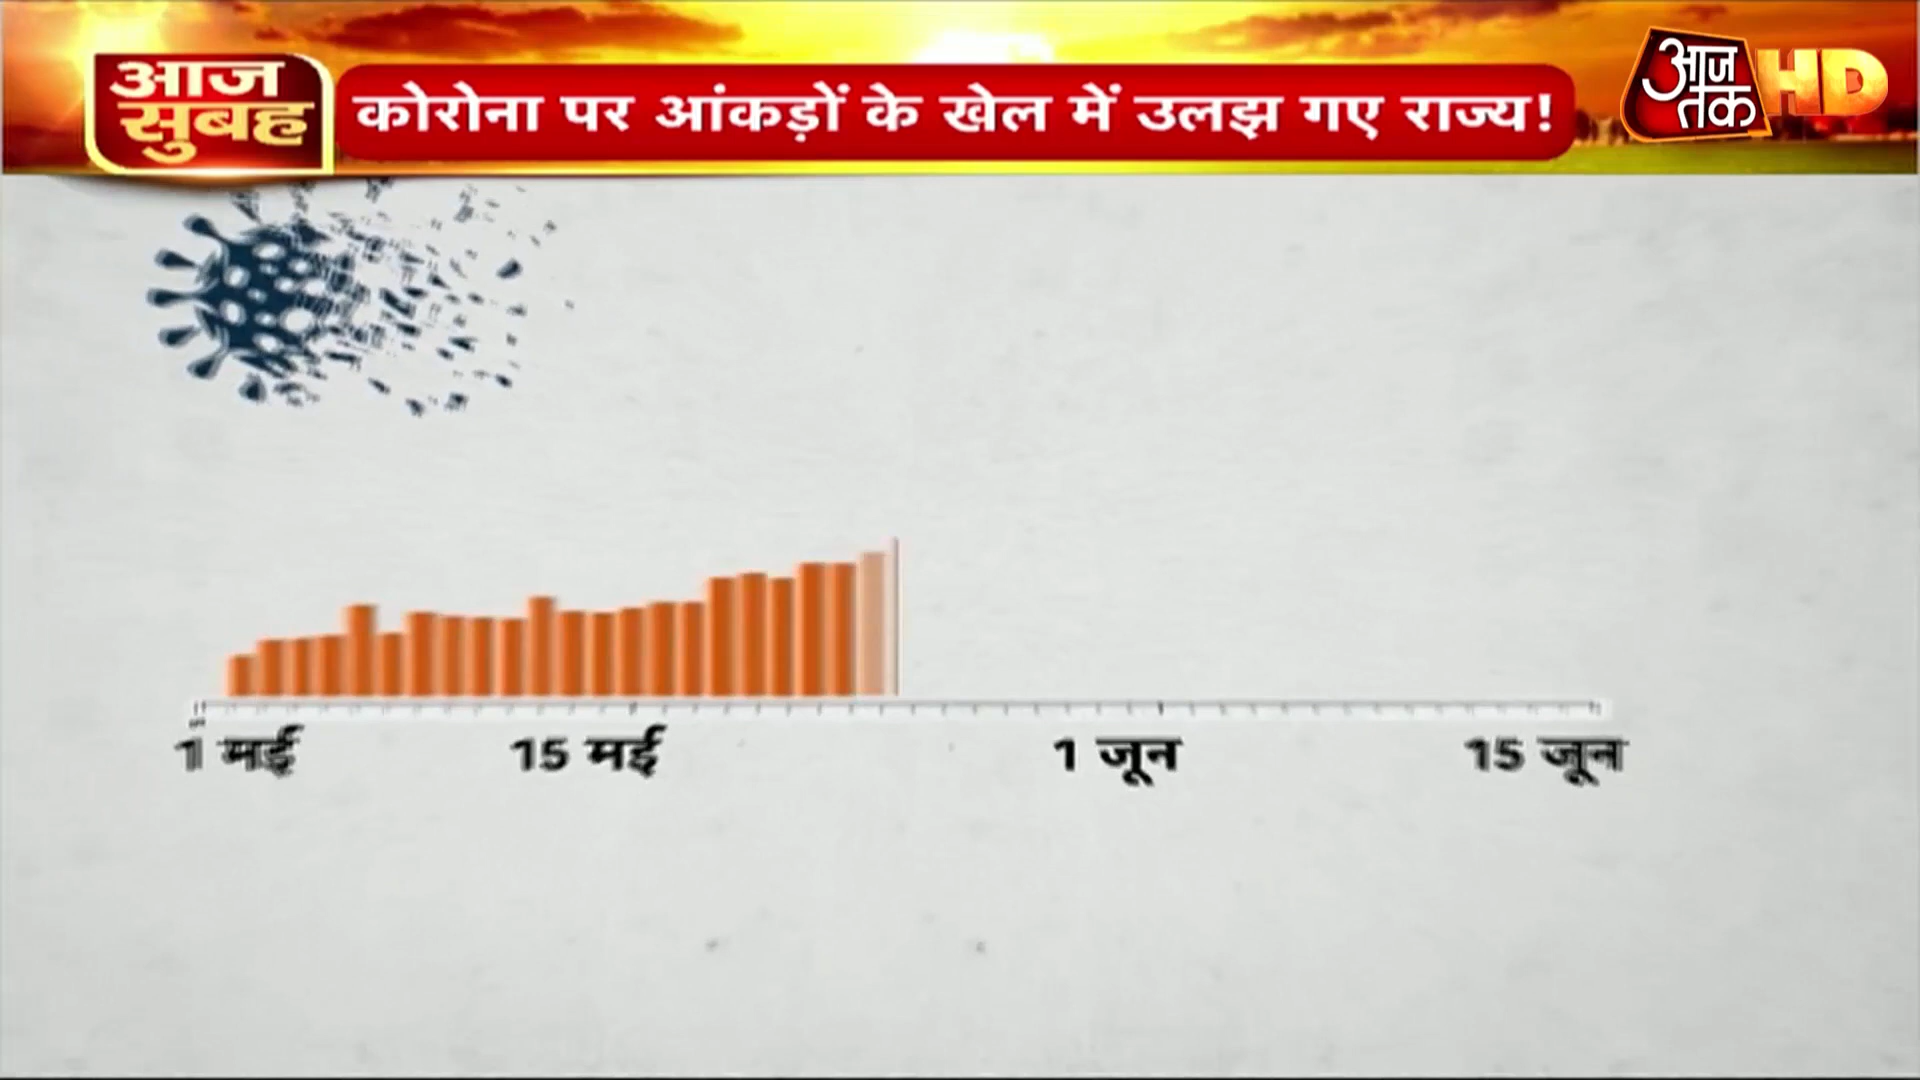 आज
सुबह
कोरोना पर आंकड़ों के खेल में उलझ गए राज्य!
आज
तक
HD
1 मई
15 मई
1 जून
15 जून